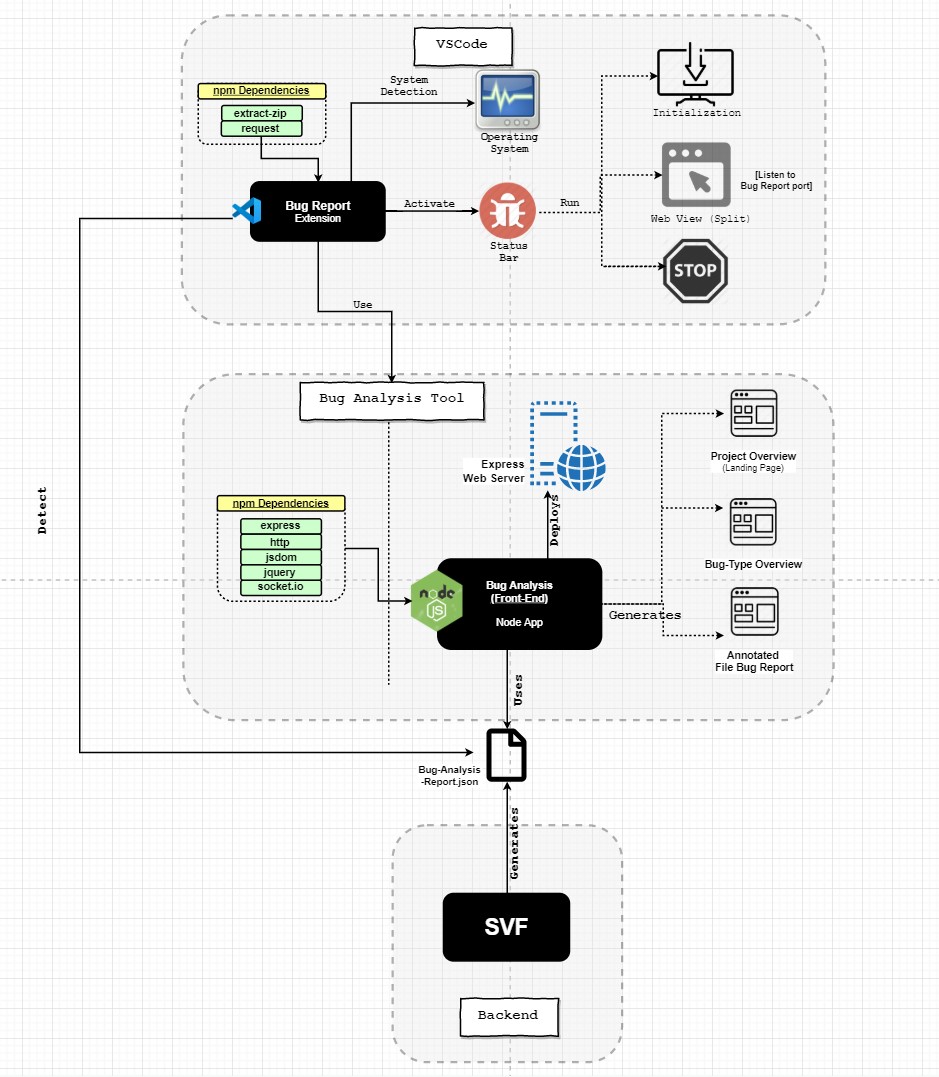 VSCode
System
Detection
npm Dependencies
extract-zip
request
Operating
System
Initialization
[Listen to
Bug Report port]
Web View (Split)
Bug Report
Extension
Activate
Run
Status
Bar
STOP
Use
Bug Analysis Tool
Express
Web Server
Project Overview
(Landing Page)
Detect
npm Dependencies
express
http
jsdom
jquery
socket.io
Deploys
Bug-Type Overview
node
JS
Bug Analysis
(Front-End)
Node App
Generates
Annotated
File Bug Report
Uses
Bug-Analysis
-Report.json
Generates
SVF
Backend